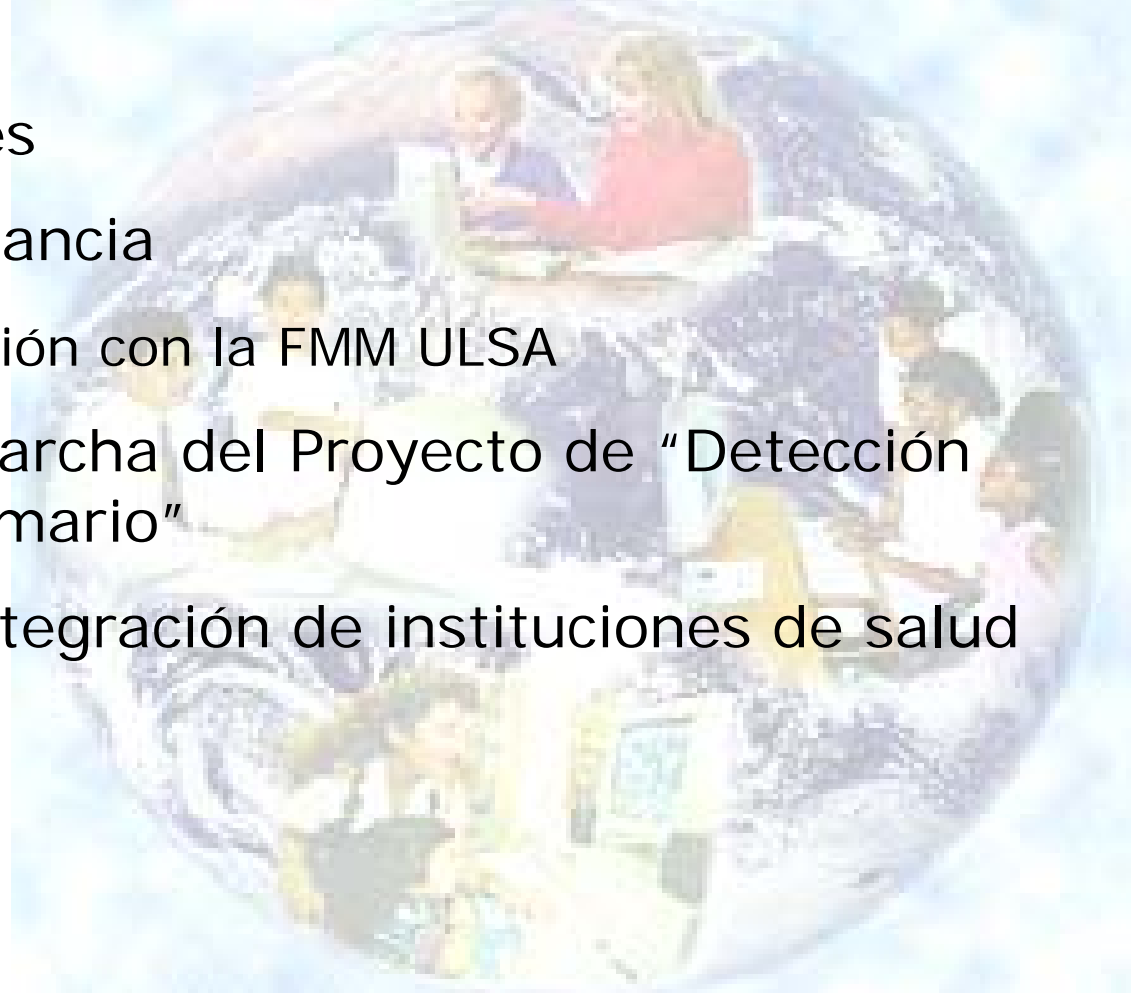 es
ancia
ión con la FMM ULSA
archa del Proyecto de “Detección
mario”
tegración de instituciones de salud